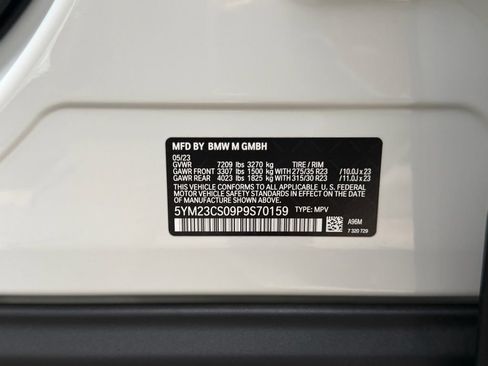 MFD BY BMW M GMBH
05/23
GVWR 7209 lbs 3270 kg TIRE / RIM
GAWR FRONT 3307 lbs 1500 kg WITH 275/35 R23 / 10.0J x 23
GAWR REAR 4023 lbs 1825 kg WITH 315/30 R23 / 11.0J x 23
THIS VEHICLE CONFORMS TO ALL APPLICABLE U. S. FEDERAL
MOTOR VEHICLE SAFETY STANDARDS IN EFFECT ON THE
DATE OF MANUFACTURE SHOWN ABOVE.
5YM23CS09P9S70159 TYPE: MPV
A96M
7 320 729